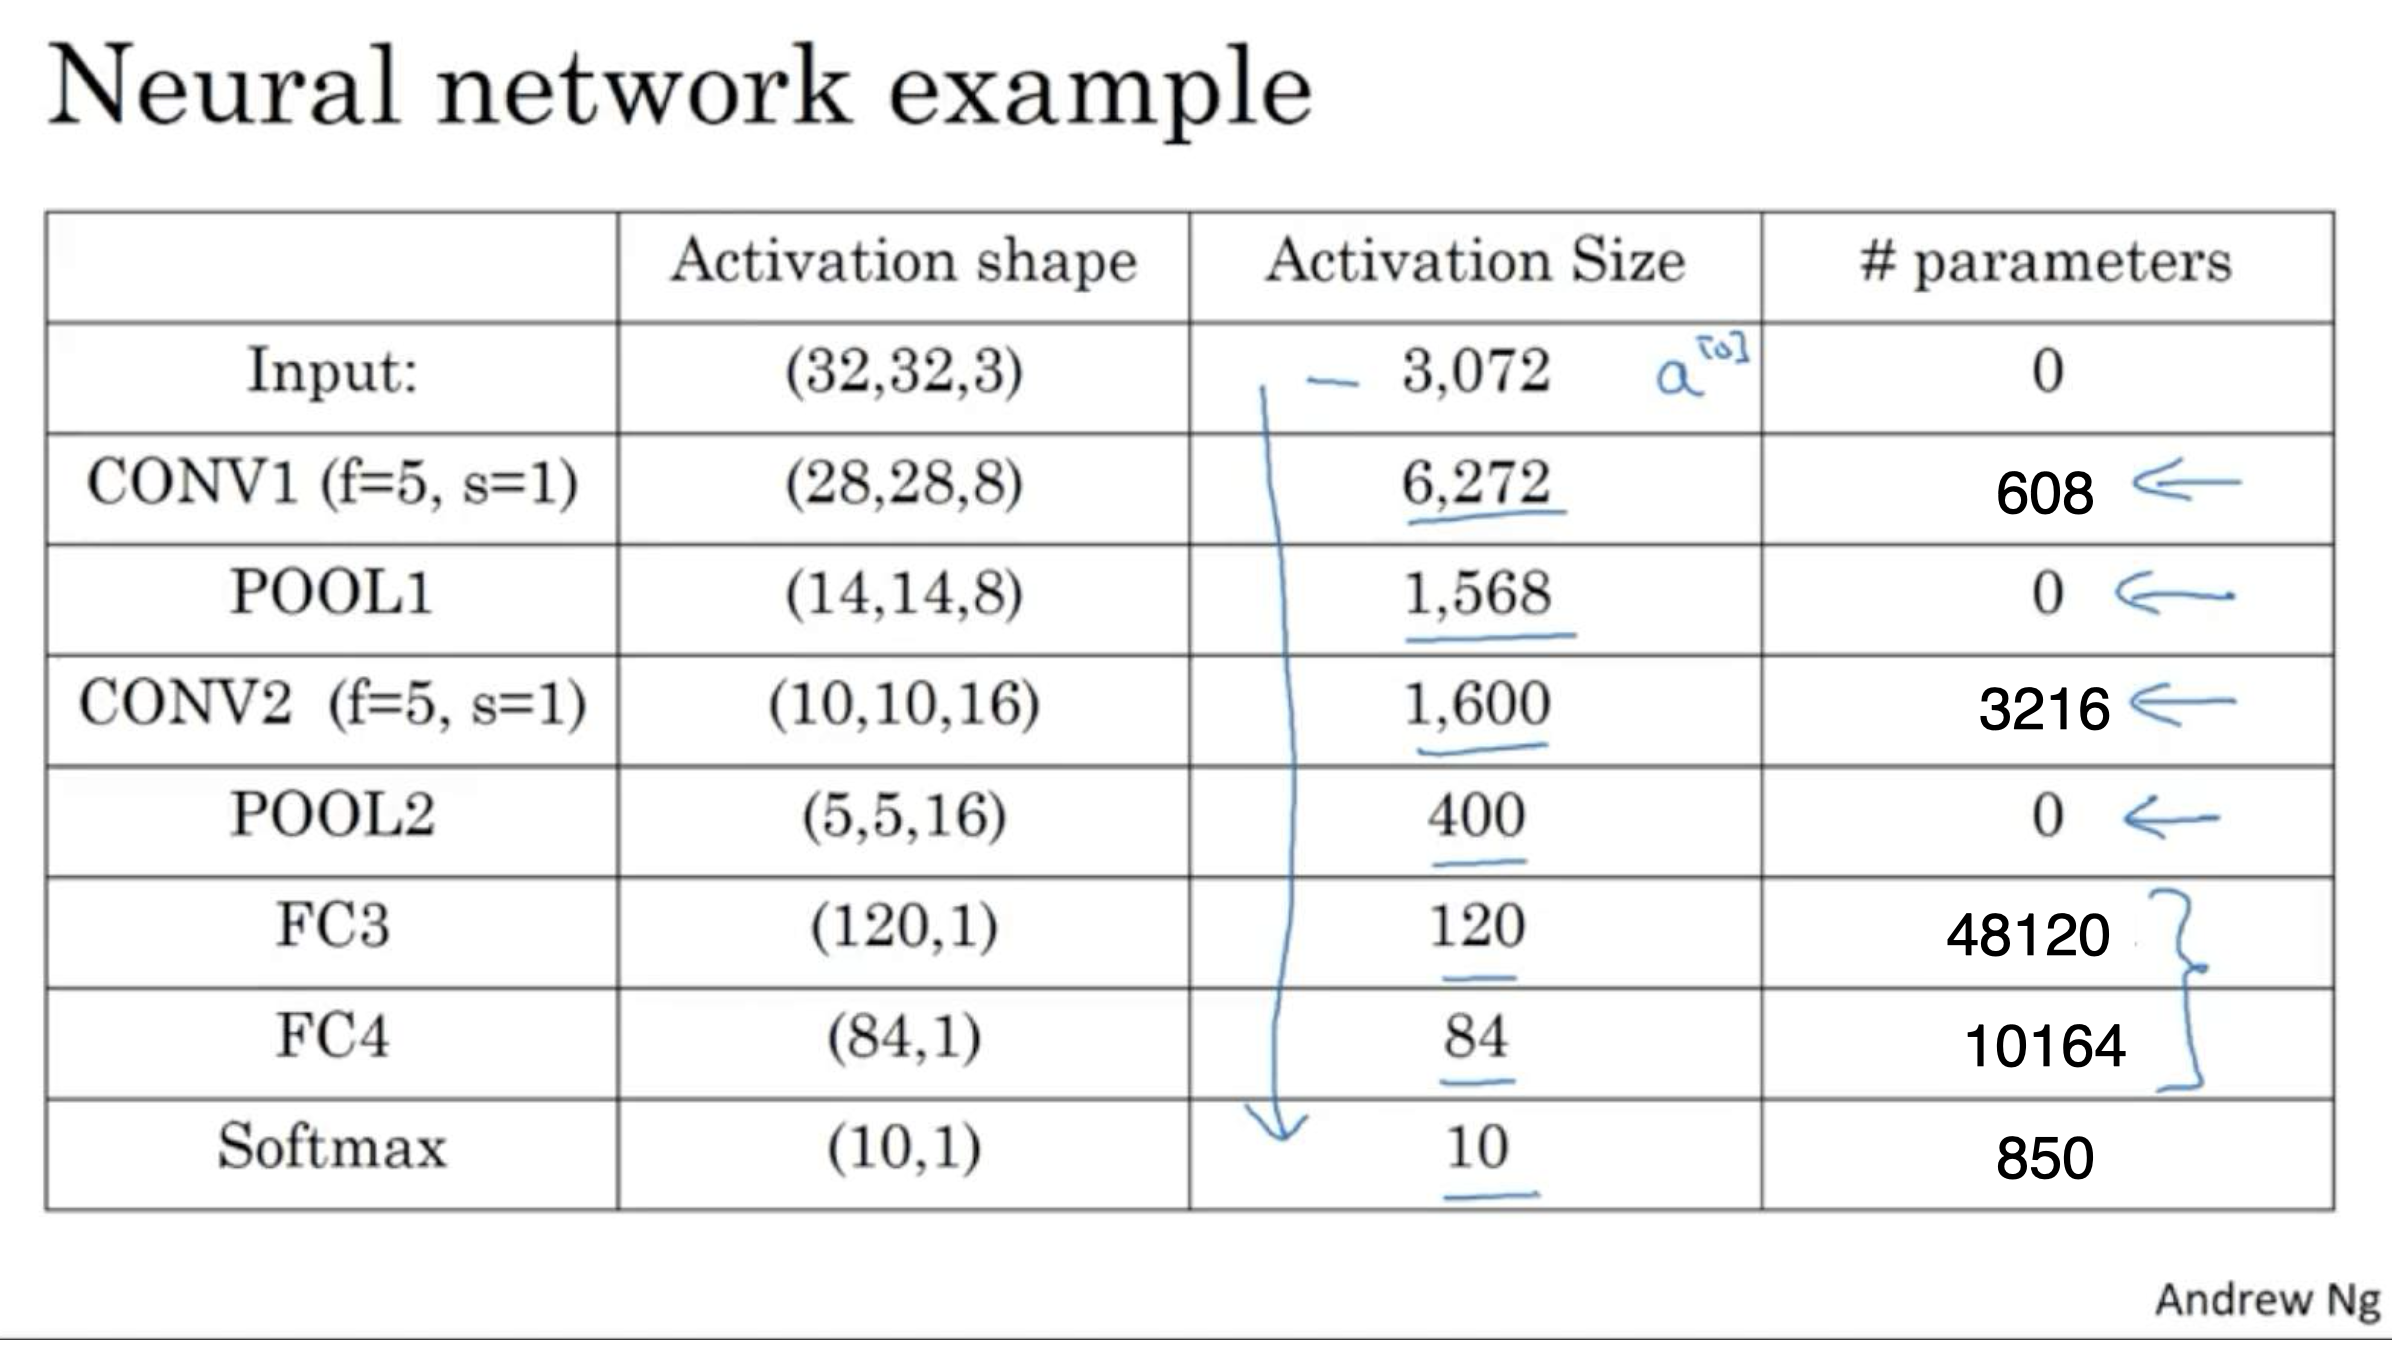 Neural network example
Activation shape Activation Size # parameters
Input: (32,32,3) 3,072 a[0] 0
CONV1 (f=5, s=1) (28,28,8) 6,272 608
POOL1 (14,14,8) 1,568 0
CONV2 (f=5, s=1) (10,10,16) 1,600 3216
POOL2 (5,5,16) 400 0
FC3 (120,1) 120 48120
FC4 (84,1) 84 10164
Softmax (10,1) 10 850
Andrew Ng